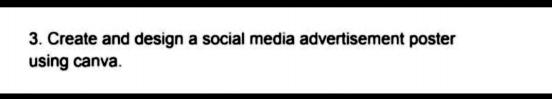 3. Create and design a social media advertisement poster
using canva.